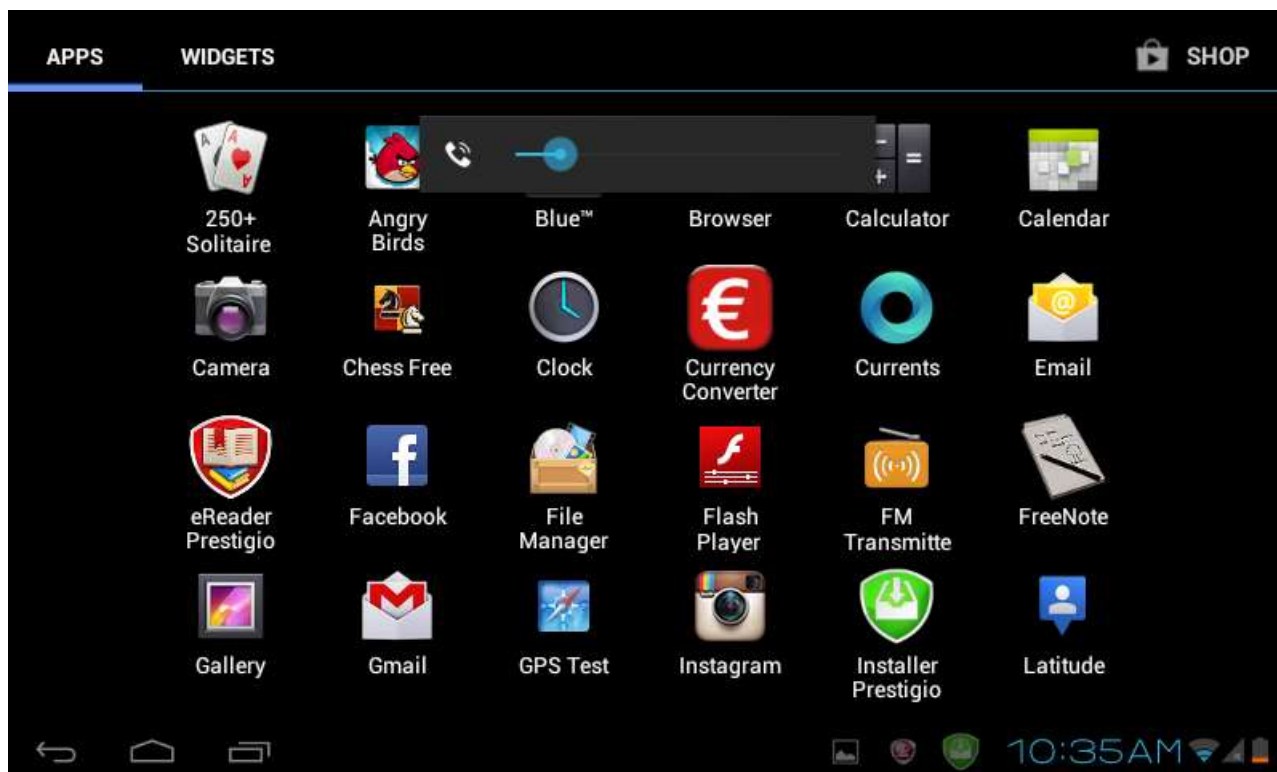 APPS WIDGETS SHOP
250+ Angry Blue™ Browser Calculator Calendar
Solitaire Birds
Camera Chess Free Clock Currency Currents Email
Converter
eReader Facebook File Flash FM FreeNote
Prestigio Manager Player Transmitte
Gallery Gmail GPS Test Instagram Installer Latitude
Prestigio
10:35AM